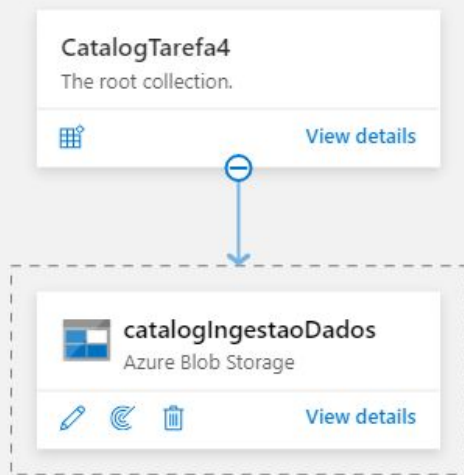 CatalogTarefa4
The root collection.
View details
catalogIngestaoDados
Azure Blob Storage
View details